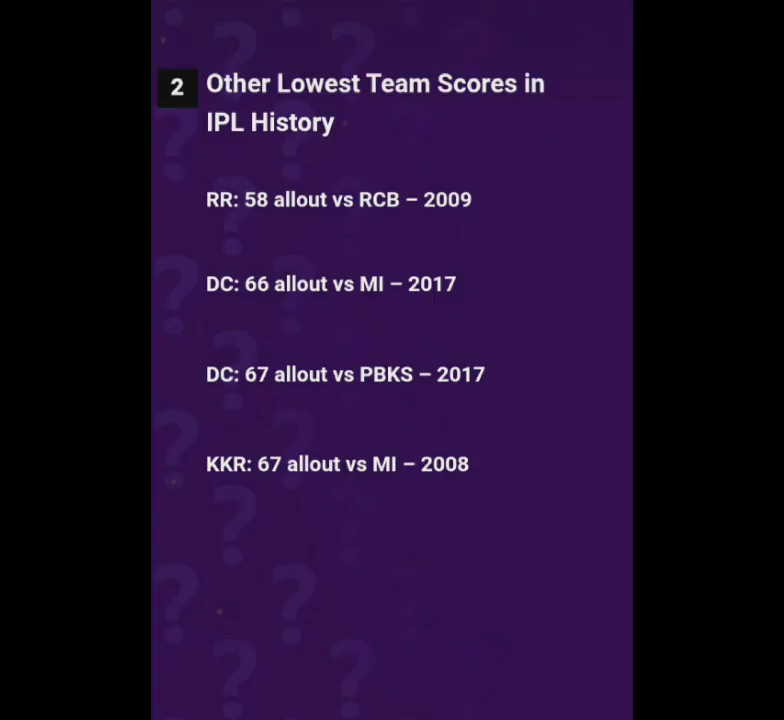 2
Other Lowest Team Scores in
IPL History
RR: 58 allout vs RCB – 2009
DC: 66 allout vs MI – 2017
DC: 67 allout vs PBKS – 2017
KKR: 67 allout vs MI – 2008